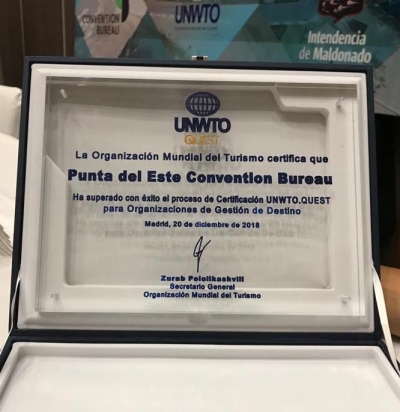 CONVENTION
BUREAU
UNWTO
Intendencia
de Maldonado
UNWTO
QUEST
La Organización Mundial del Turismo certifica que
Punta del Este Convention Bureau
Ha superado con éxito el proceso de Certificación UNWTO.QUEST
para Organizaciones de Gestión de Destino
Madrid, 20 de diciembre de 2018
Zurab Pololikashvili
Secretario General
Organización Mundial del Turismo